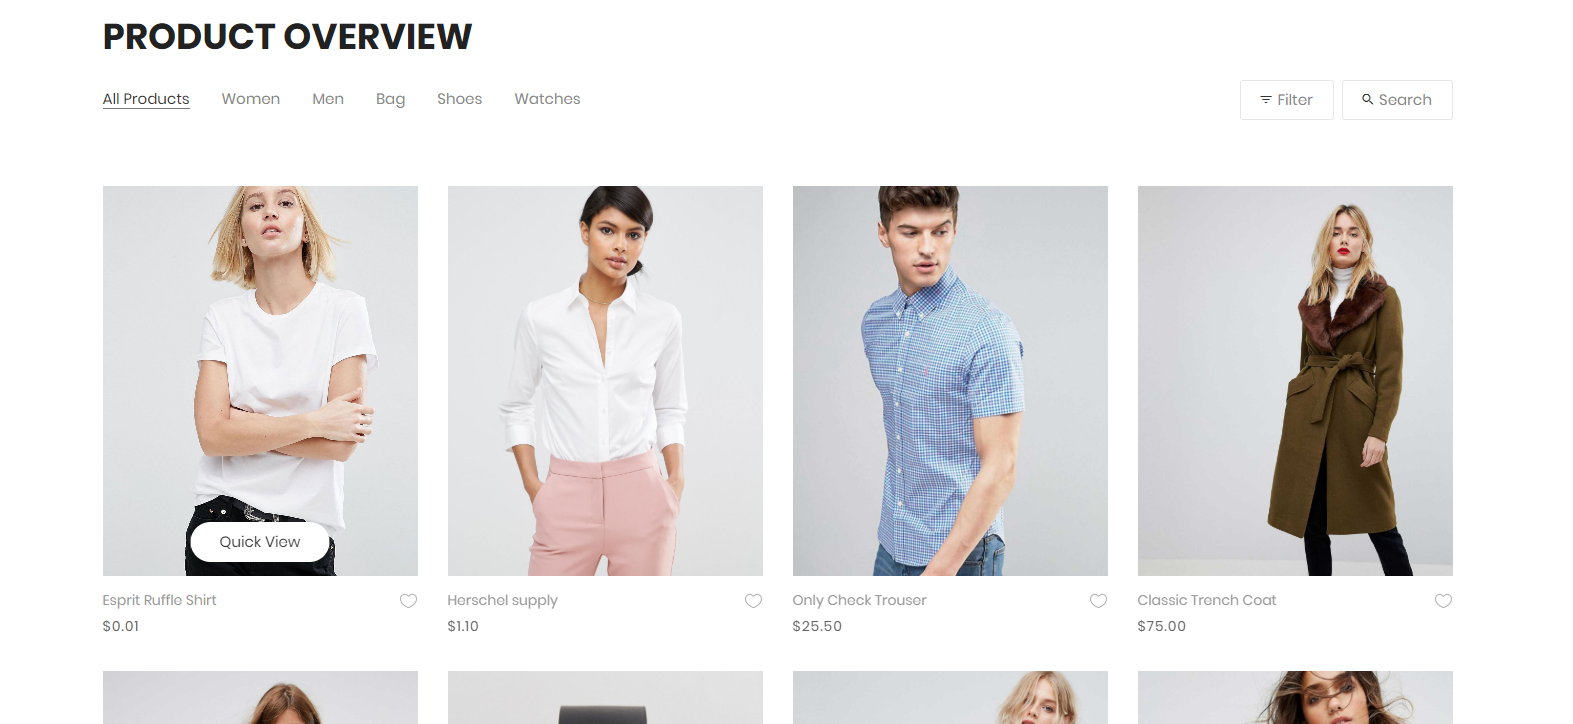 PRODUCT OVERVIEW
All Products Women Men Bag Shoes Watches Filter Search
Quick View
Esprit Ruffle Shirt Herschel supply Only Check Trouser Classic Trench Coat
$0.01 $1.10 $25.50 $75.00